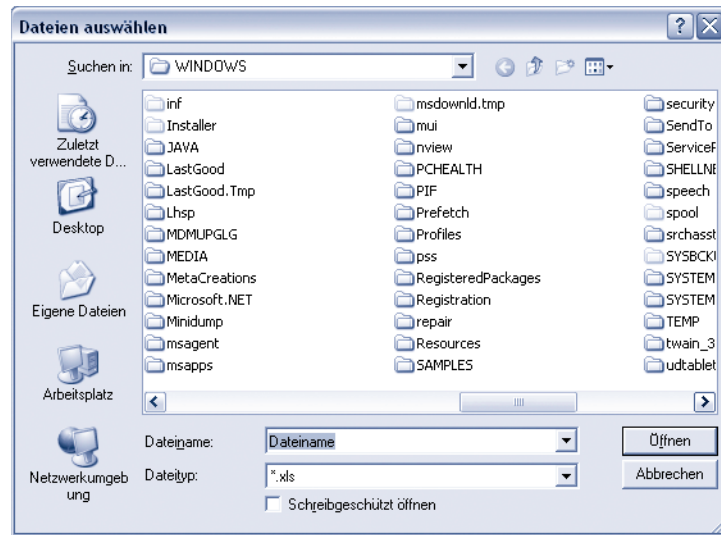 Dateien auswählen
Suchen in: WINDOWS
Zuletzt
verwendete D...
Desktop
Eigene Dateien
Arbeitsplatz
Netzwerkumgeb
ung
inf
Installer
JAVA
LastGood
LastGood.Tmp
Lhsp
MDMUPGLG
MEDIA
MetaCreations
Microsoft.NET
Minidump
msagent
msapps
msdownld.tmp
mui
nview
PCHEALTH
PIF
Prefetch
Profiles
pss
RegisteredPackages
Registration
repair
Resources
SAMPLES
security
SendTo
ServiceP
SHELLNE
speech
spool
srchasst
SYSBCKU
SYSTEM
SYSTEM
TEMP
twain_3
udtablet
Dateiname: Dateiname Öffnen
Dateityp: *.xls Abbrechen
Schreibgeschützt öffnen